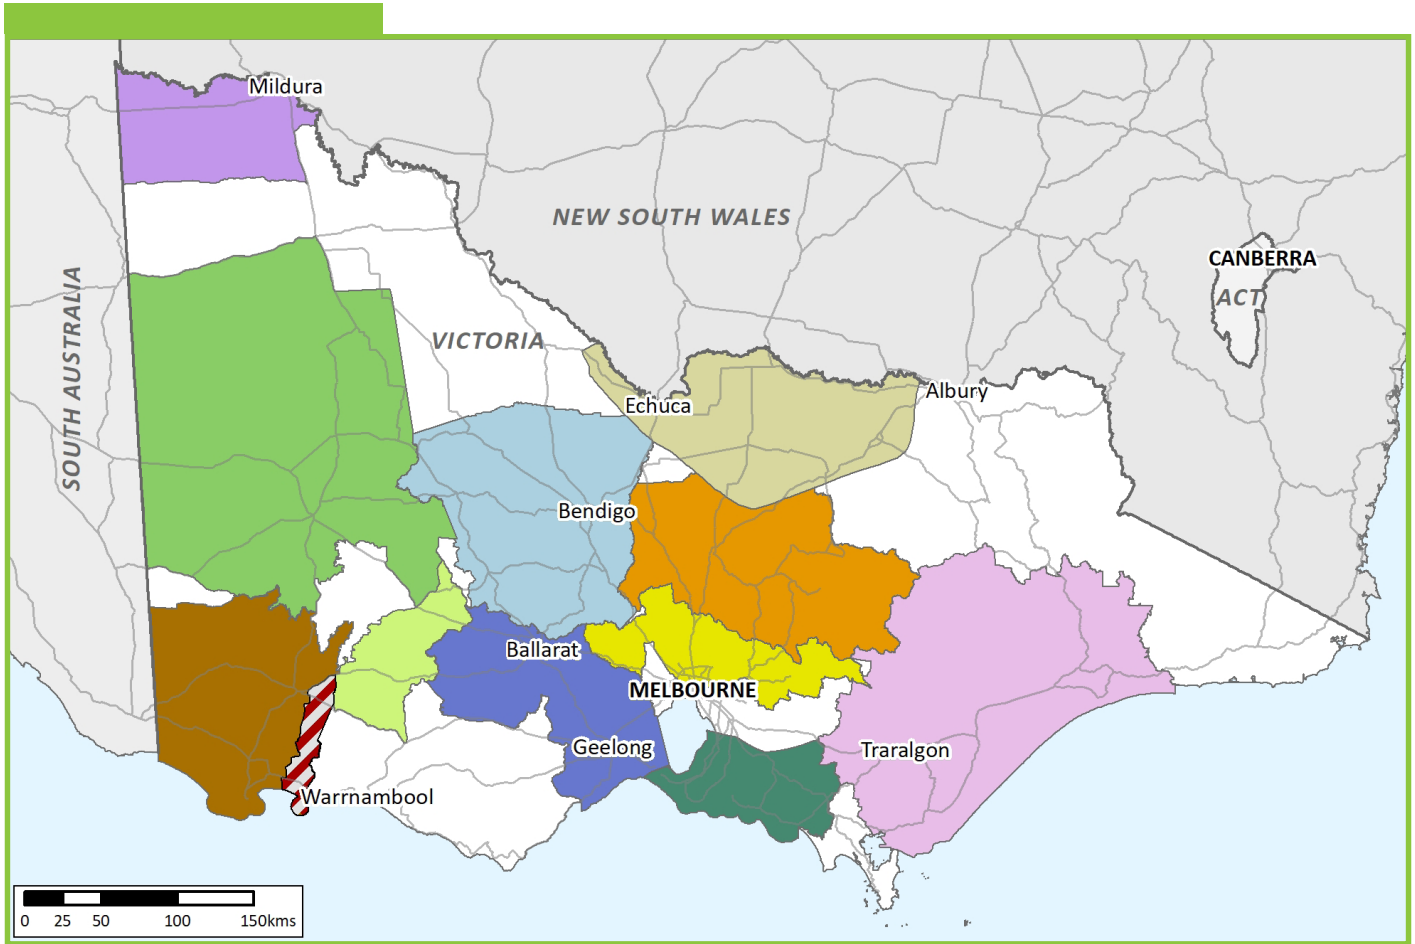 Mildura
NEW SOUTH WALES
CANBERRA
ACT
SOUTH AUSTRALIA
VICTORIA
Albury
Echuca
Bendigo
Ballarat
MELBOURNE
Geelong
Traralgon
Warrnambool
0 25 50 100 150kms